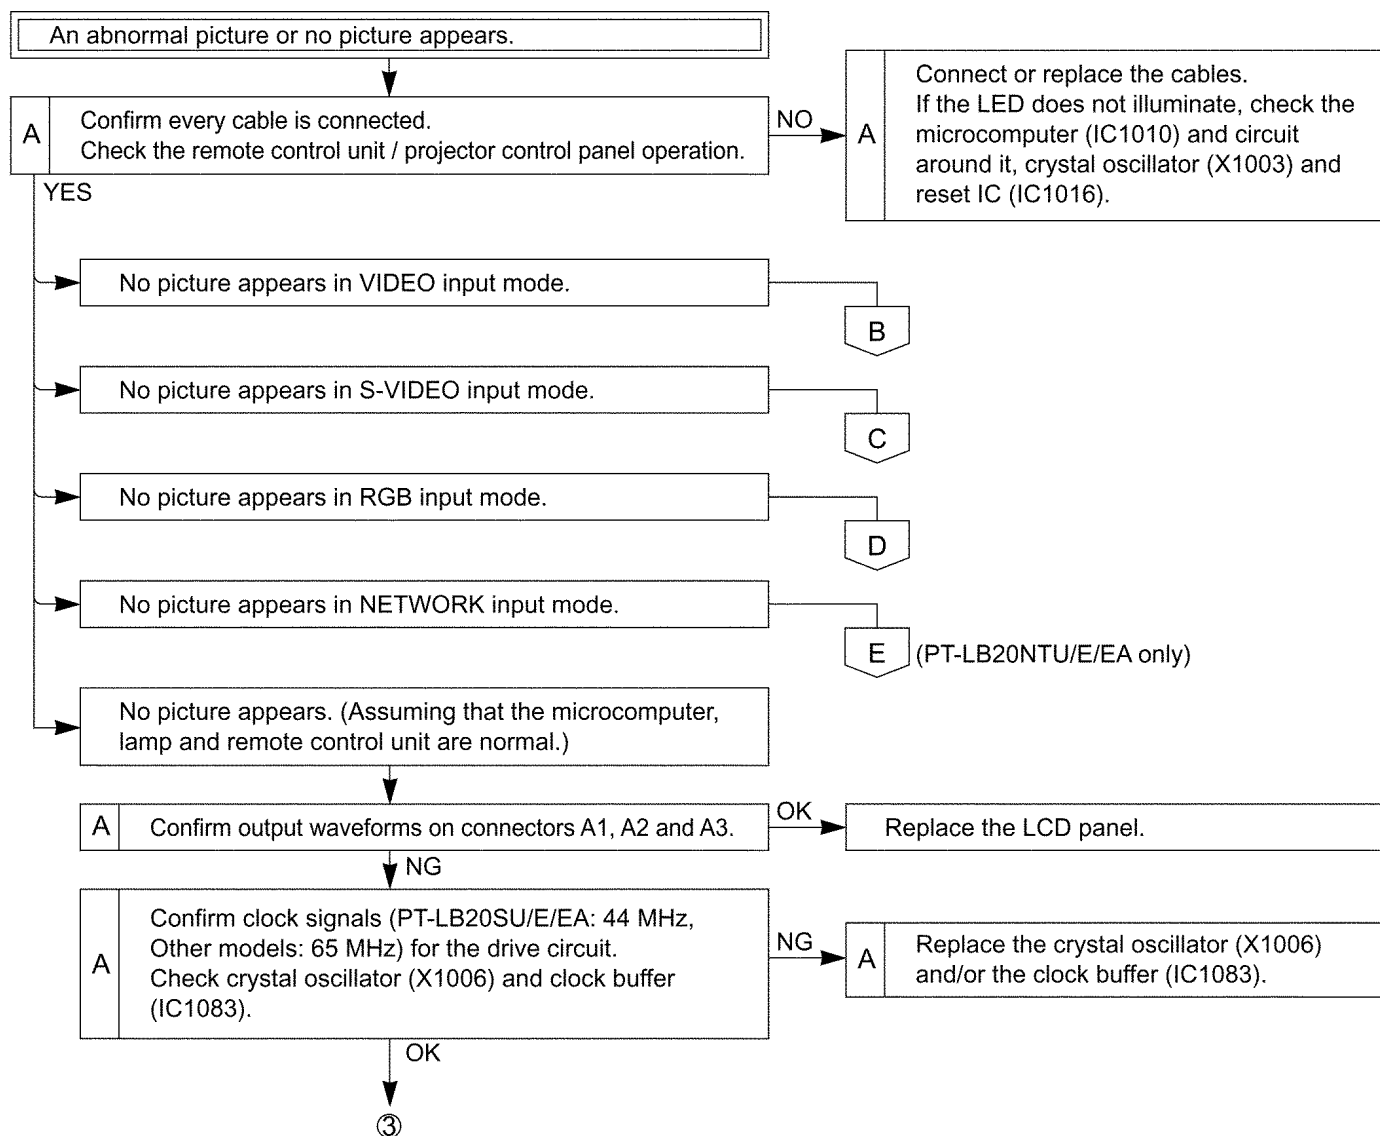 An abnormal picture or no picture appears.
A
Confirm every cable is connected.
Check the remote control unit / projector control panel operation.
NO
A
Connect or replace the cables.
If the LED does not illuminate, check the
microcomputer (IC1010) and circuit
around it, crystal oscillator (X1003) and
reset IC (IC1016).
YES
No picture appears in VIDEO input mode.
B
No picture appears in S-VIDEO input mode.
C
No picture appears in RGB input mode.
D
No picture appears in NETWORK input mode.
E (PT-LB20NTU/E/EA only)
No picture appears. (Assuming that the microcomputer,
lamp and remote control unit are normal.)
A
Confirm output waveforms on connectors A1, A2 and A3.
OK
Replace the LCD panel.
NG
A
Confirm clock signals (PT-LB20SU/E/EA: 44 MHz,
Other models: 65 MHz) for the drive circuit.
Check crystal oscillator (X1006) and clock buffer
(IC1083).
NG
A
Replace the crystal oscillator (X1006)
and/or the clock buffer (IC1083).
OK
③